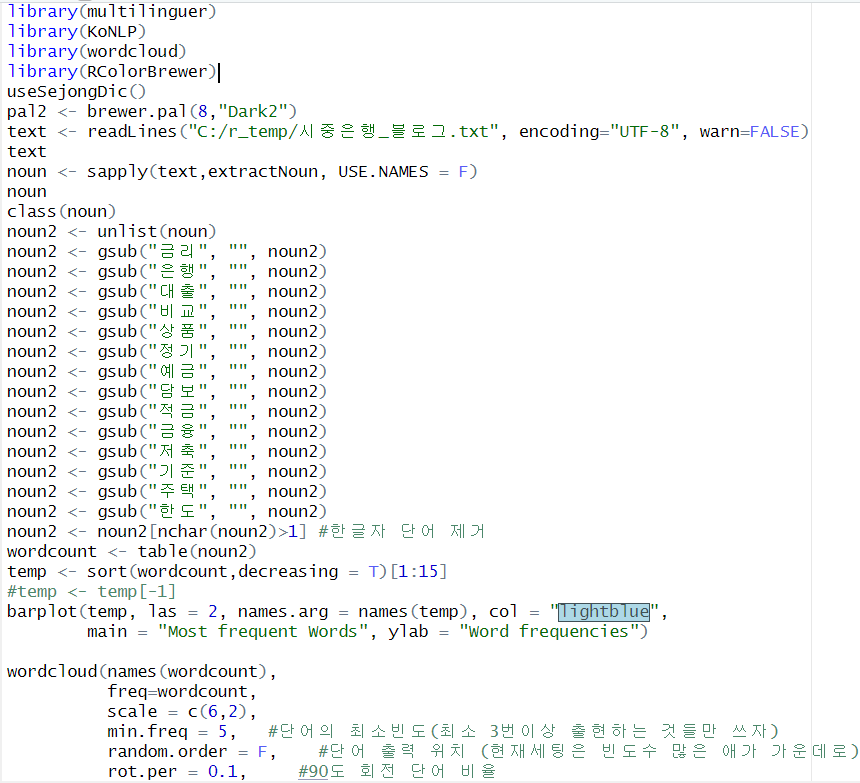 library(multilinguer)
library(KoNLP)
library(wordcloud)
library(RColorBrewer)
useSejongDic()
pal2 <- brewer.pal(8,"Dark2")
text <- readLines("C:/r_temp/시중은행_블로그.txt", encoding="UTF-8", warn=FALSE)
text
noun <- sapply(text,extractNoun, USE.NAMES = F)
noun
class(noun)
noun2 <- unlist(noun)
noun2 <- gsub("금리", "", noun2)
noun2 <- gsub("은행", "", noun2)
noun2 <- gsub("대출", "", noun2)
noun2 <- gsub("비교", "", noun2)
noun2 <- gsub("상품", "", noun2)
noun2 <- gsub("정기", "", noun2)
noun2 <- gsub("예금", "", noun2)
noun2 <- gsub("담보", "", noun2)
noun2 <- gsub("적금", "", noun2)
noun2 <- gsub("금융", "", noun2)
noun2 <- gsub("저축", "", noun2)
noun2 <- gsub("기준", "", noun2)
noun2 <- gsub("주택", "", noun2)
noun2 <- gsub("한도", "", noun2)
noun2 <- noun2[nchar(noun2)>1] #한글자 단어 제거
wordcount <- table(noun2)
temp <- sort(wordcount,decreasing = T)[1:15]
#temp <- temp[-1]
barplot(temp, las = 2, names.arg = names(temp), col = "lightblue",
main = "Most frequent Words", ylab = "Word frequencies")
wordcloud(names(wordcount),
freq=wordcount,
scale = c(6,2),
min.freq = 5, #단어의 최소빈도(최소 3번이상 출현하는 것들만 쓰자)
random.order = F, #단어 출력 위치 (현재세팅은 빈도수 많은 애가 가운데로)
rot.per = 0.1, #90도 회전 단어 비율